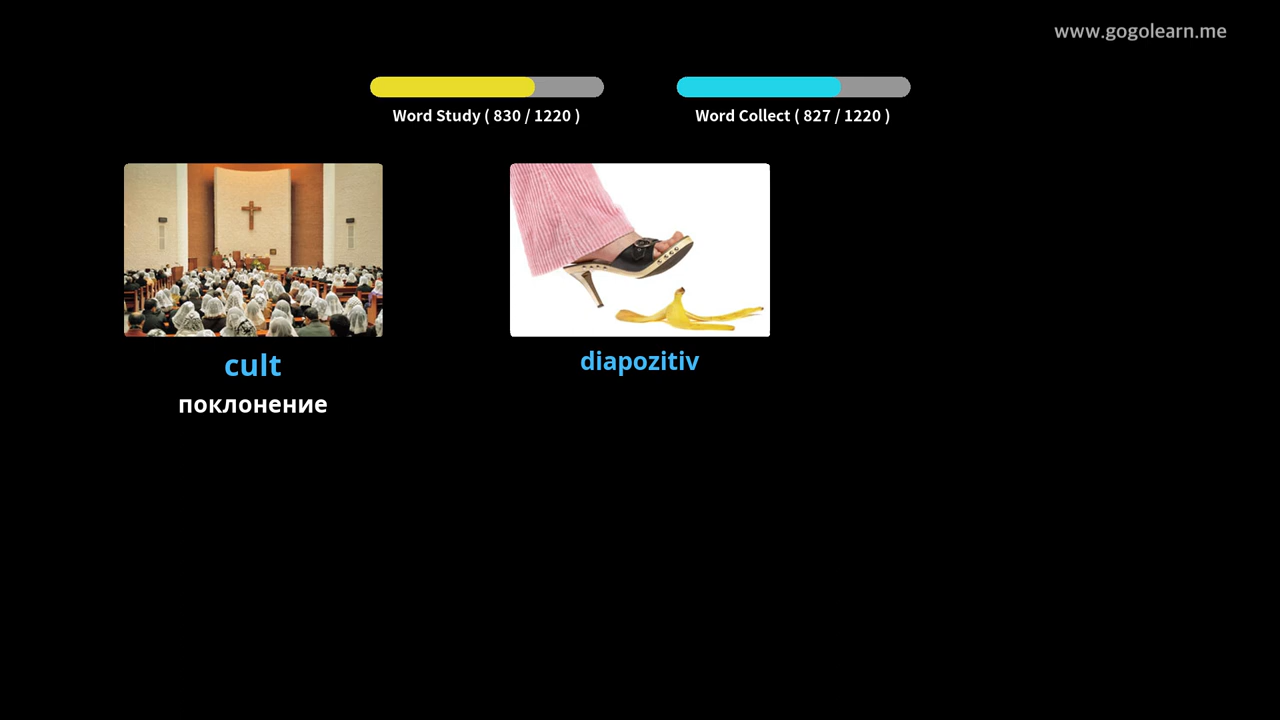 www.gogolearn.me
Word Study ( 830 / 1220 )
Word Collect ( 827 / 1220 )
cult
поклонение
diapozitiv